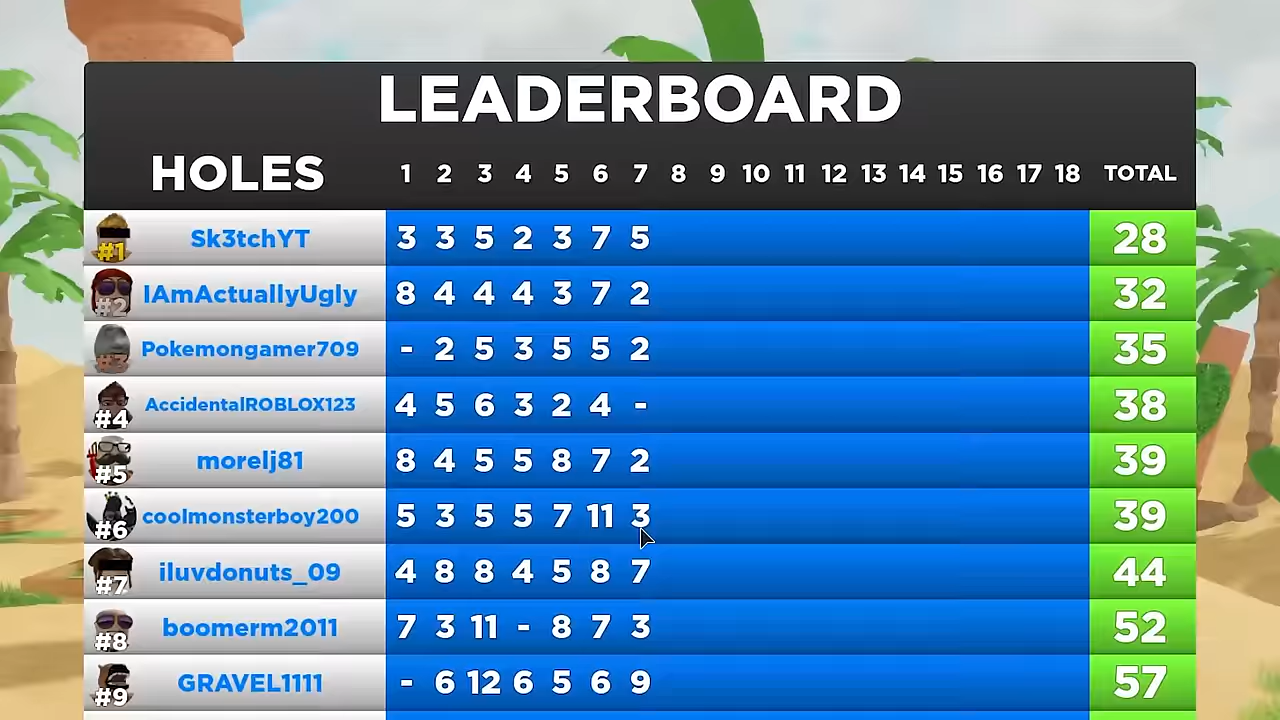 LEADERBOARD
HOLES 1 2 3 4 5 6 7 8 9 10 11 12 13 14 15 16 17 18 TOTAL
#1 Sk3tchYT 3 3 5 2 3 7 5 28
#2 IAmActuallyUgly 8 4 4 4 3 7 2 32
#3 Pokemongamer709 - 2 5 3 5 5 2 35
#4 AccidentalROBLOX123 4 5 6 3 2 4 - 38
#5 morelj81 8 4 5 5 8 7 2 39
#6 coolmonsterboy200 5 3 5 5 7 11 3 39
#7 iluvdonuts_09 4 8 8 4 5 8 7 44
#8 boomerm2011 7 3 11 - 8 7 3 52
#9 GRAVEL1111 - 6 12 6 5 6 9 57